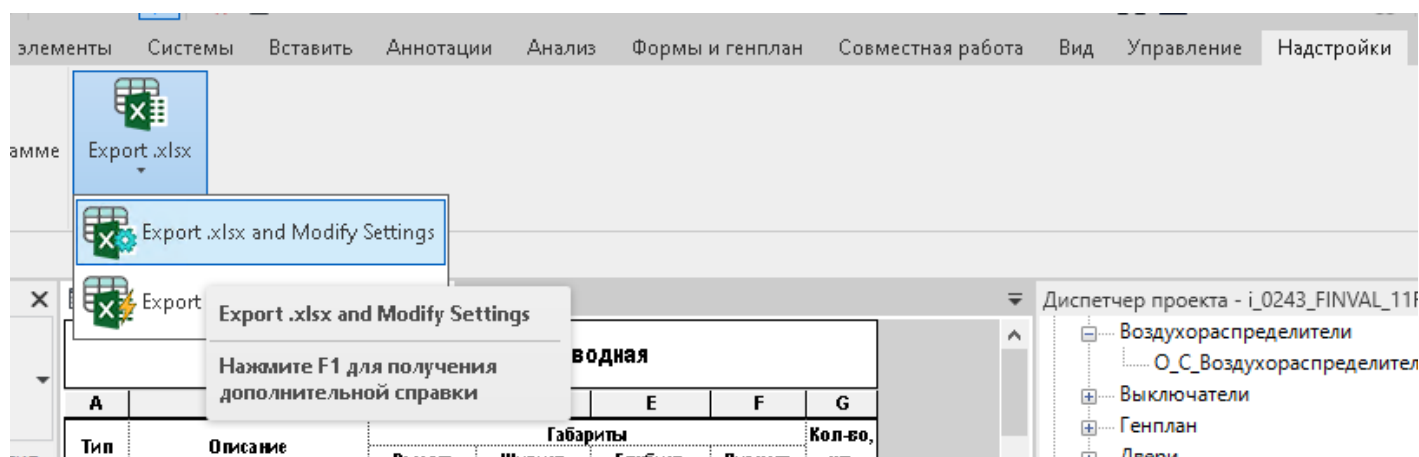 элементы Системы Вставить Аннотации Анализ Формы и генплан Совместная работа Вид Управление Надстройки
амме Export .xlsx
Export .xlsx and Modify Settings
Export
Export .xlsx and Modify Settings
Нажмите F1 для получения
дополнительной справки
водная
A E F G
Тип Описание Габариты Кол-во,
Диспетчер проекта - i_0243_FINVAL_11
Воздухораспределители
О_С_Воздухораспределител
Выключатели
Генплан
Двери